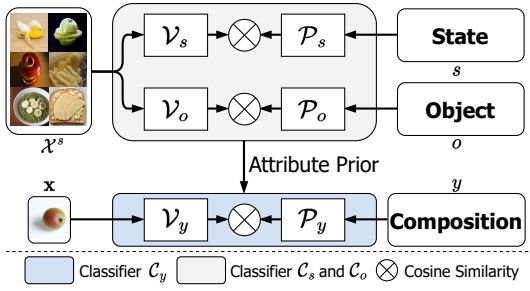 𝒱s 𝒫s State
s
𝒱o 𝒫o Object
𝒳s o
Attribute Prior
x y
𝒱y 𝒫y Composition
Classifier 𝒞y Classifier 𝒞s and 𝒞o Cosine Similarity